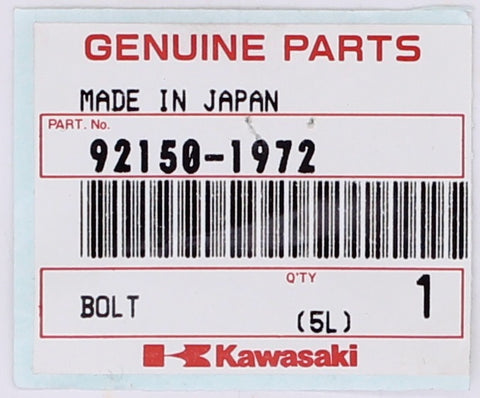 GENUINE PARTS
MADE IN JAPAN
PART. No.
92150-1972
Q'TY
BOLT (5L) 1
Kawasaki